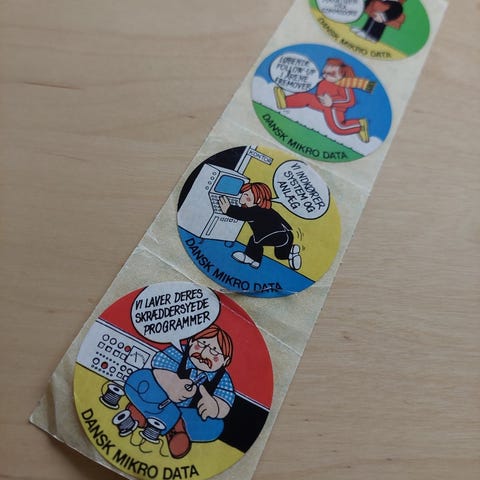 DANSK MIKRO DATA
LØBENDE
FOLLOW-UP
I ÅRENE
FREMOVER
DANSK MIKRO DATA
KONTOR
VI INDKØRER
SYSTEM OG
ANLÆG
DANSK MIKRO DATA
VI LAVER DERES
SKRÆDDERSYEDE
PROGRAMMER
DANSK MIKRO DATA